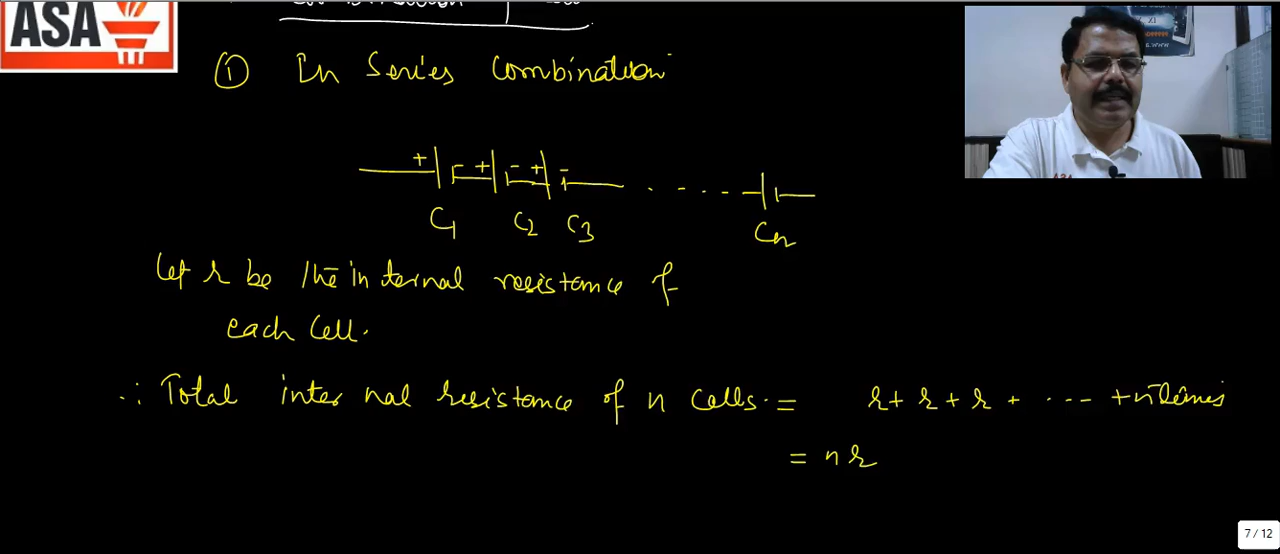 ASA
① In Series Combination
+ - + - + -
C1 C2 C3 Cn
Let r be the internal resistance of
each Cell.
∴ Total internal resistance of n cells = r + r + r + .... + n times
= n r
7 / 12